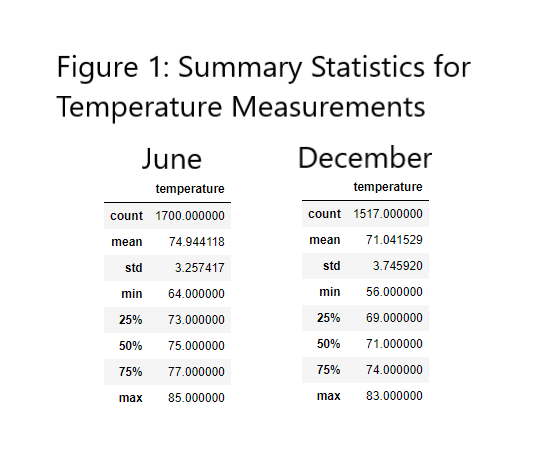 Figure 1: Summary Statistics for
Temperature Measurements
June
temperature
count 1700.000000
mean 74.944118
std 3.257417
min 64.000000
25% 73.000000
50% 75.000000
75% 77.000000
max 85.000000
December
temperature
count 1517.000000
mean 71.041529
std 3.745920
min 56.000000
25% 69.000000
50% 71.000000
75% 74.000000
max 83.000000